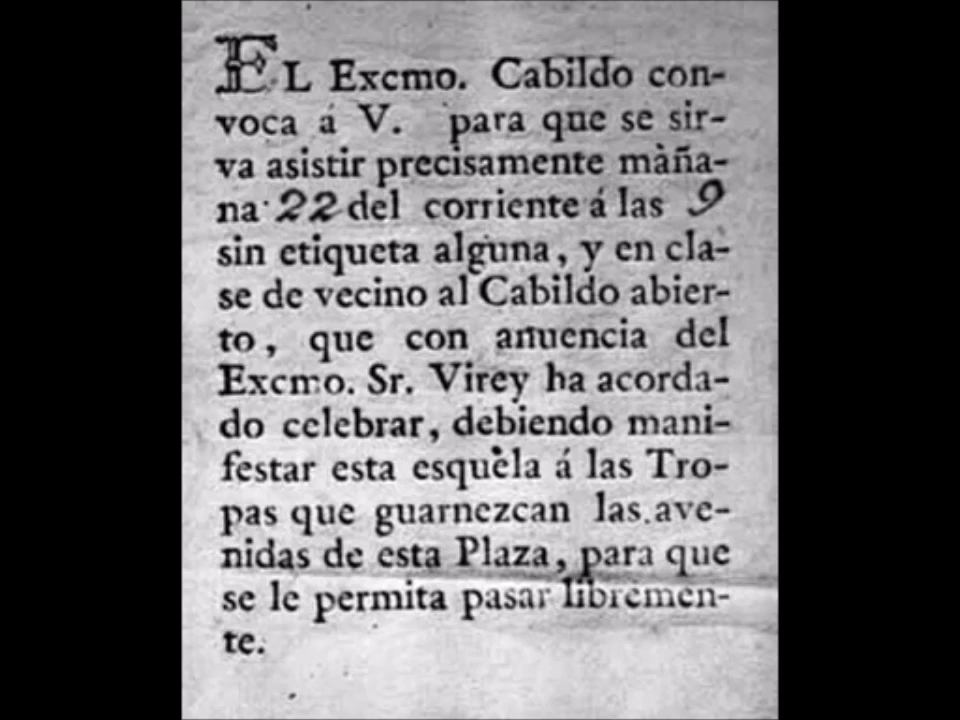 EL Excmo. Cabildo con-
voca á V. para que se sir-
va asistir precisamente màña-
na 22 del corriente á las 9
sin etiqueta alguna, y en cla-
se de vecino al Cabildo abier-
to, que con anuencia del
Excmo. Sr. Virey ha acorda-
do celebrar, debiendo mani-
festar esta esquèla á las Tro-
pas que guarnezcan las ave-
nidas de esta Plaza, para que
se le permita pasar libremen-
te.